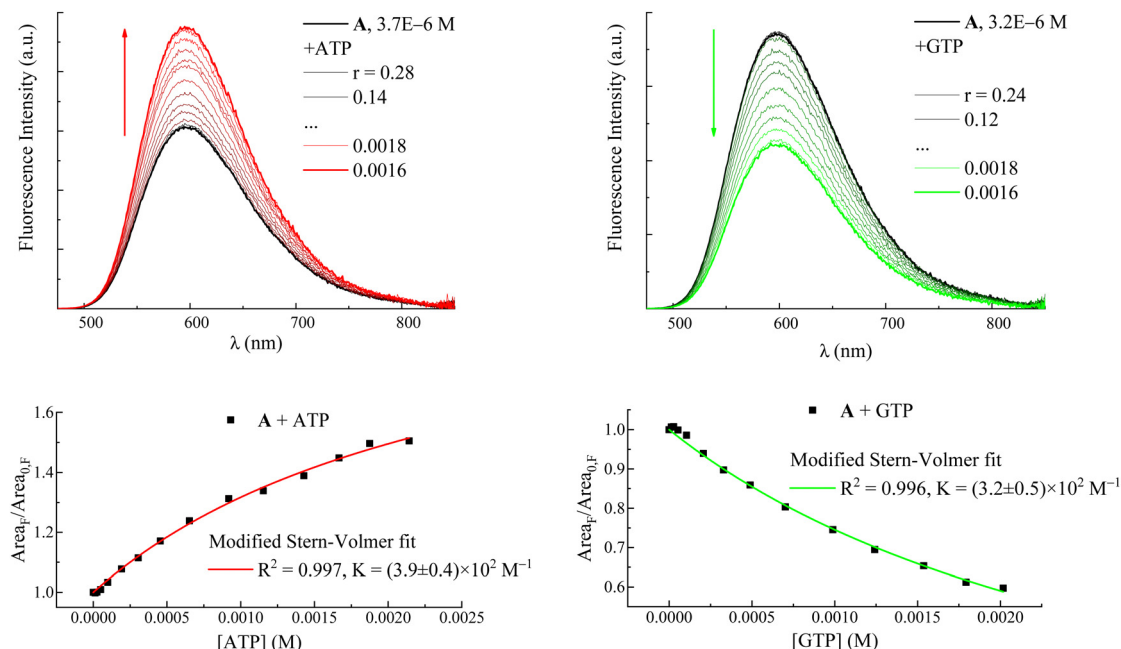 A, 3.7E–6 M
+ATP
r = 0.28
0.14
...
0.0018
0.0016
Fluorescence Intensity (a.u.)
500 600 700 800
λ (nm)
A, 3.2E–6 M
+GTP
r = 0.24
0.12
...
0.0018
0.0016
Fluorescence Intensity (a.u.)
500 600 700 800
λ (nm)
1.6
1.4
1.2
1.0
Area_F/Area_0,F
A + ATP
Modified Stern-Volmer fit
R² = 0.997, K = (3.9±0.4)×10² M⁻¹
0.0000 0.0005 0.0010 0.0015 0.0020 0.0025
[ATP] (M)
1.0
0.9
0.8
0.7
0.6
Area_F/Area_0,F
A + GTP
Modified Stern-Volmer fit
R² = 0.996, K = (3.2±0.5)×10² M⁻¹
0.0000 0.0005 0.0010 0.0015 0.0020
[GTP] (M)